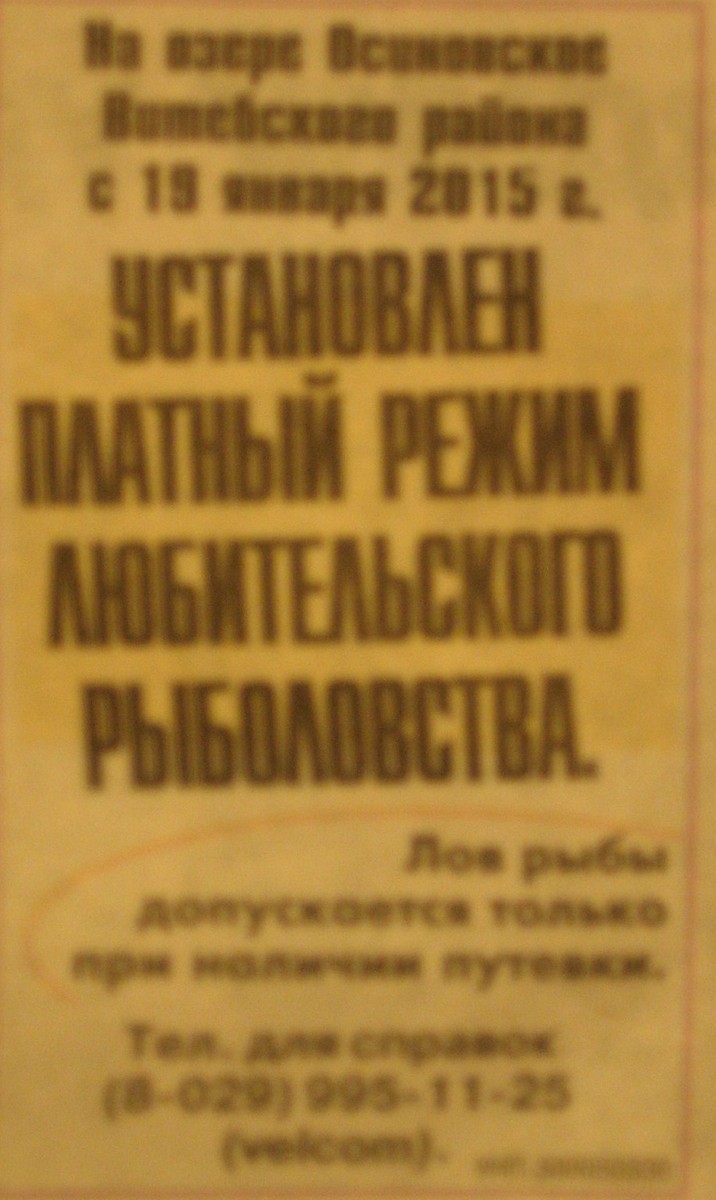 На озере Осиновское
Витебского района
с 19 января 2015 г.
УСТАНОВЛЕН
ПЛАТНЫЙ РЕЖИМ
ЛЮБИТЕЛЬСКОГО
РЫБОЛОВСТВА.
Лов рыбы
допускается только
при наличии путевки.
Тел. для справок
(8-029) 995-11-25
(velcom).
УНП